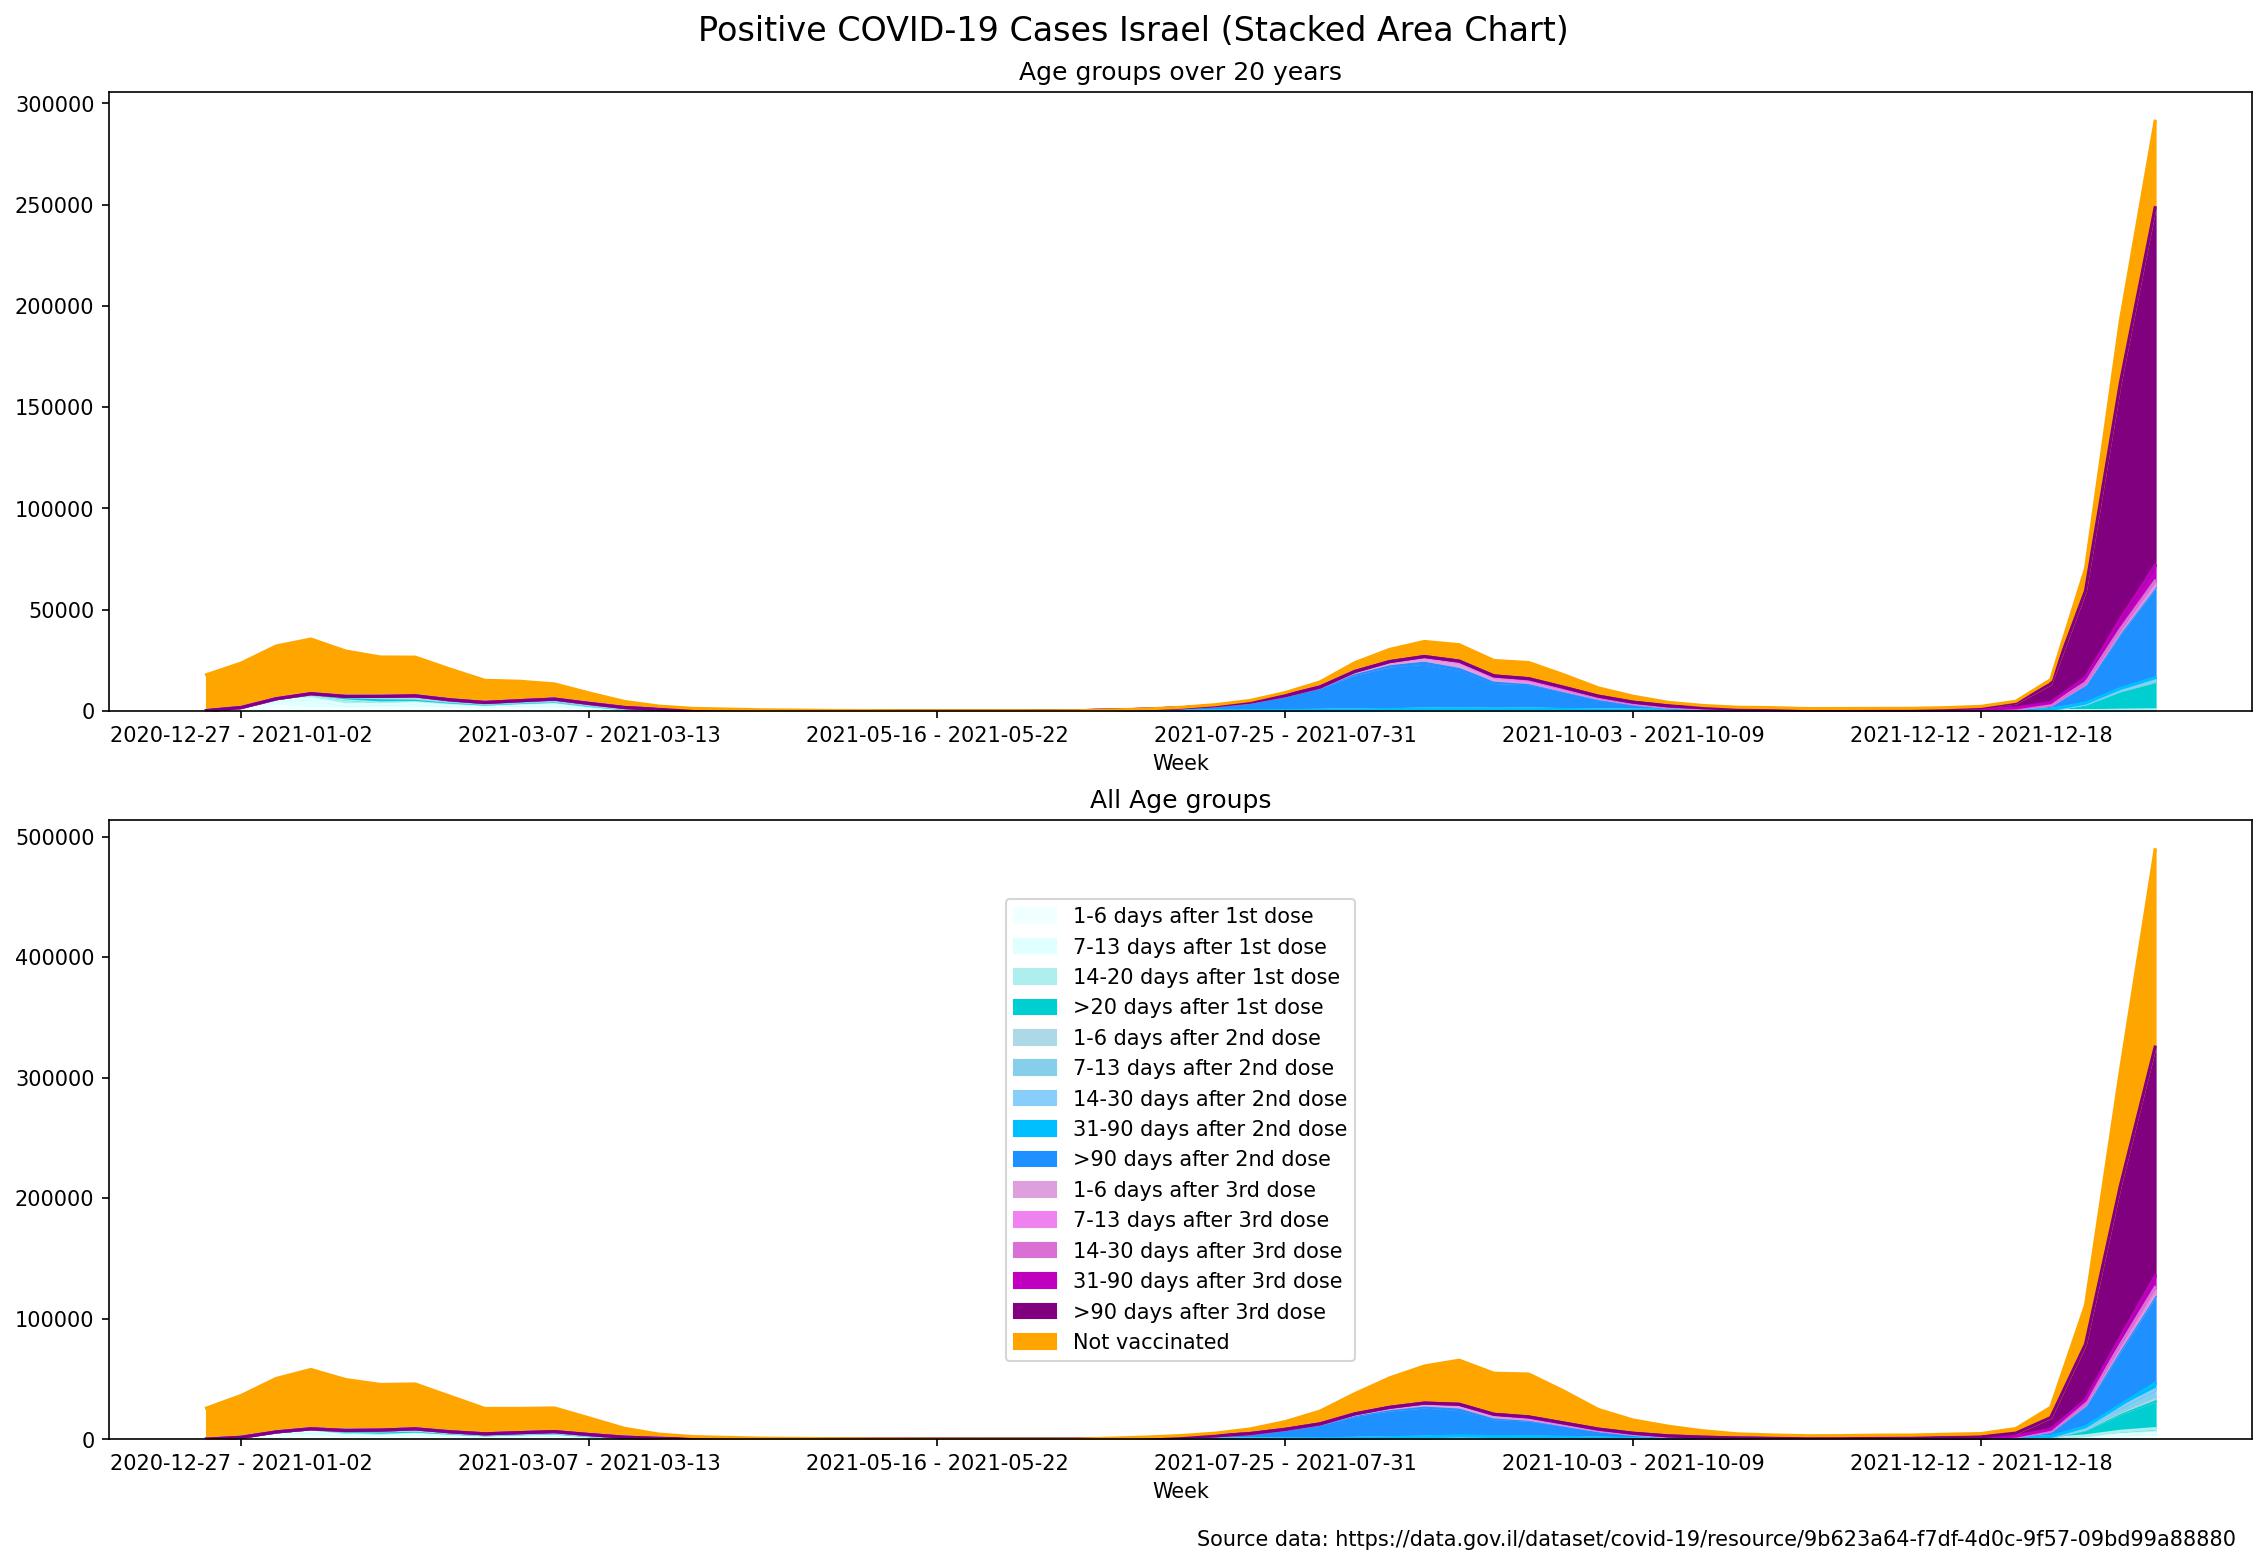 Positive COVID-19 Cases Israel (Stacked Area Chart)
Age groups over 20 years
300000
250000
200000
150000
100000
50000
0
2020-12-27 - 2021-01-02 2021-03-07 - 2021-03-13 2021-05-16 - 2021-05-22 2021-07-25 - 2021-07-31 2021-10-03 - 2021-10-09 2021-12-12 - 2021-12-18
Week
All Age groups
500000
400000
300000
200000
100000
0
1-6 days after 1st dose
7-13 days after 1st dose
14-20 days after 1st dose
>20 days after 1st dose
1-6 days after 2nd dose
7-13 days after 2nd dose
14-30 days after 2nd dose
31-90 days after 2nd dose
>90 days after 2nd dose
1-6 days after 3rd dose
7-13 days after 3rd dose
14-30 days after 3rd dose
31-90 days after 3rd dose
>90 days after 3rd dose
Not vaccinated
2020-12-27 - 2021-01-02 2021-03-07 - 2021-03-13 2021-05-16 - 2021-05-22 2021-07-25 - 2021-07-31 2021-10-03 - 2021-10-09 2021-12-12 - 2021-12-18
Week
Source data: https://data.gov.il/dataset/covid-19/resource/9b623a64-f7df-4d0c-9f57-09bd99a88880